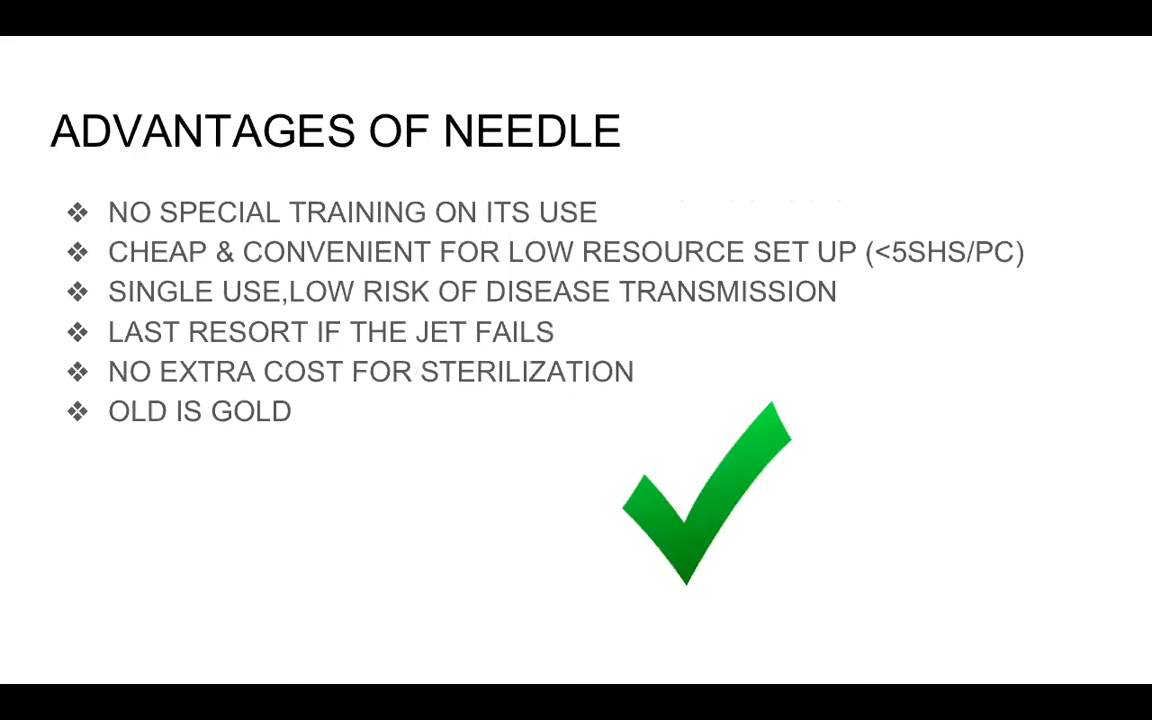 ADVANTAGES OF NEEDLE
❖ NO SPECIAL TRAINING ON ITS USE
❖ CHEAP & CONVENIENT FOR LOW RESOURCE SET UP (<5SHS/PC)
❖ SINGLE USE,LOW RISK OF DISEASE TRANSMISSION
❖ LAST RESORT IF THE JET FAILS
❖ NO EXTRA COST FOR STERILIZATION
❖ OLD IS GOLD